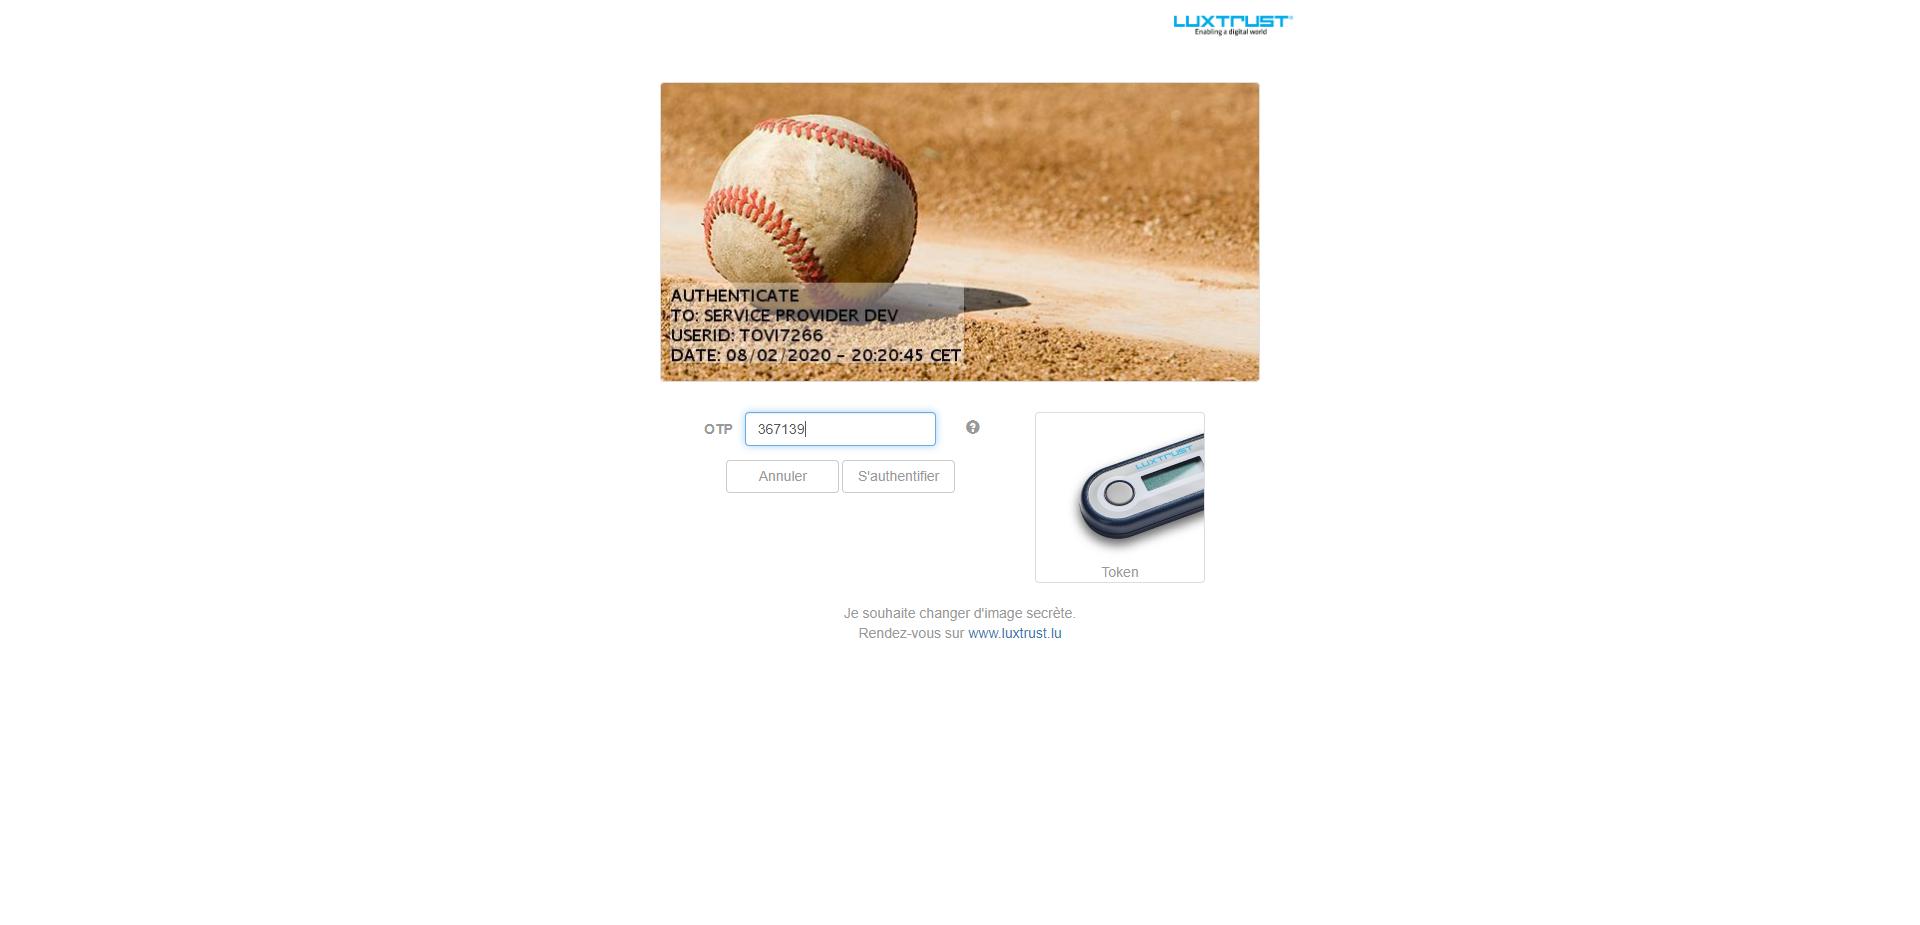 LUXTRUST
Enabling a digital world
AUTHENTICATE
TO: SERVICE PROVIDER DEV
USERID: TOVI7266
DATE: 08/02/2020 - 20:20:45 CET
OTP 367139
Annuler S'authentifier
LUXTRUST
Token
Je souhaite changer d'image secrète.
Rendez-vous sur www.luxtrust.lu